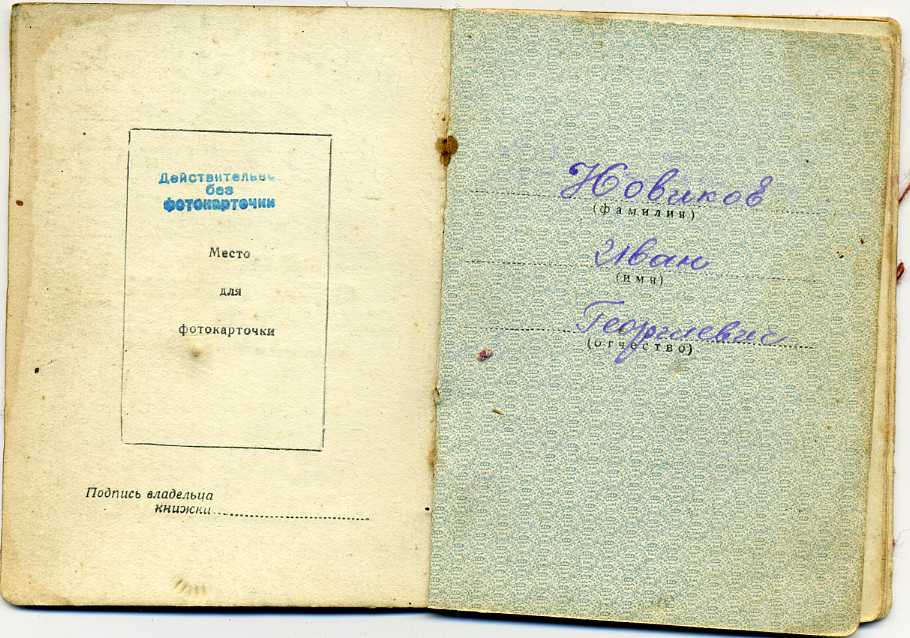 Действительно
без
фотокарточки
Место
для
фотокарточки
Подпись владельца
книжки
Новиков
(фамилия)
Иван
(имя)
Георгиевич
(отчество)